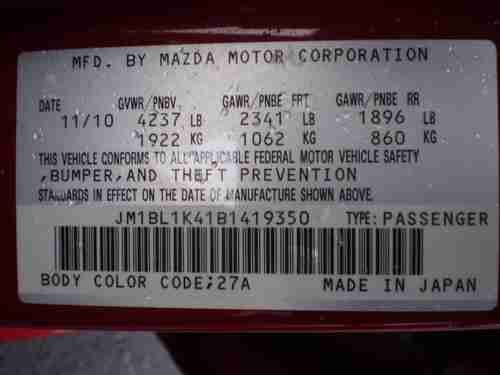 MFD. BY MAZDA MOTOR CORPORATION
DATE GVWR/PNBV GAWR/PNBE FRT GAWR/PNBE RR
11/10 4237 LB 2341 LB 1896 LB
1922 KG 1062 KG 860 KG
THIS VEHICLE CONFORMS TO ALL APPLICABLE FEDERAL MOTOR VEHICLE SAFETY
,BUMPER,AND THEFT PREVENTION
STANDARDS IN EFFECT ON THE DATE OF MANUFACTURE SHOWN ABOVE.
JM1BL1K41B1419350 TYPE:PASSENGER
BODY COLOR CODE;27A MADE IN JAPAN